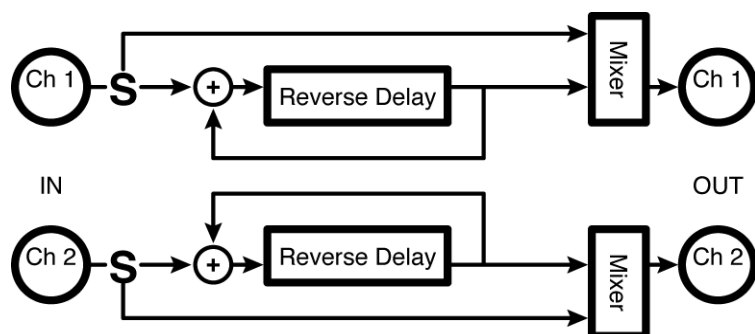 Ch 1
S
+
Reverse Delay
Mixer
Ch 1
IN
OUT
Ch 2
S
+
Reverse Delay
Mixer
Ch 2